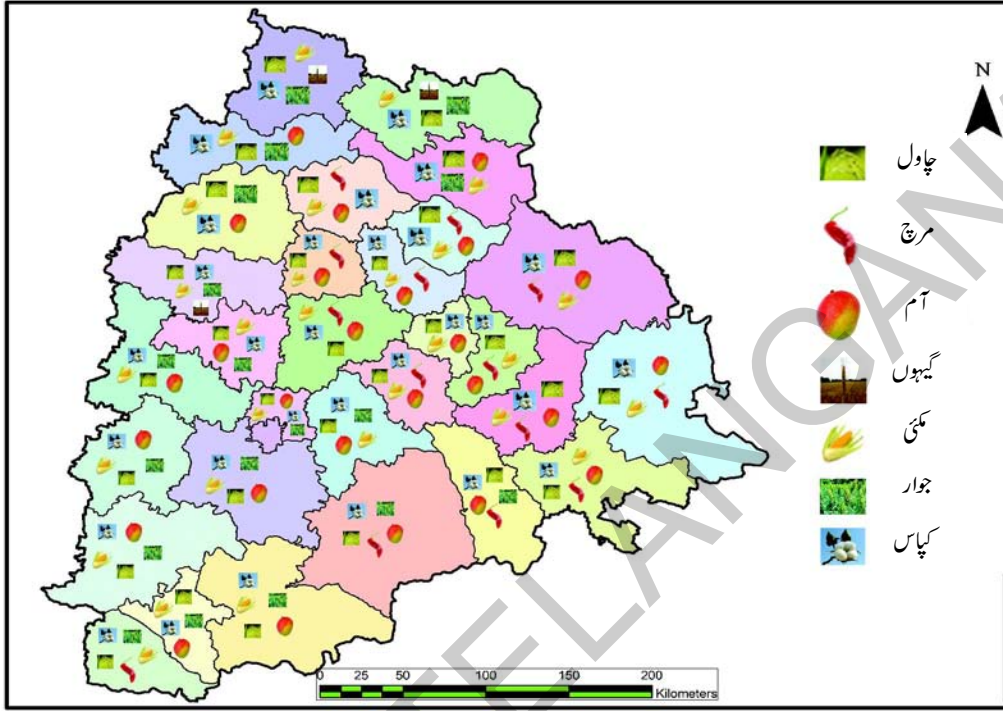 N
چاول
مرچ
آم
گیہوں
مکئی
جوار
کپاس
0 25 50 100 150 200
Kilometers
TELANGANA